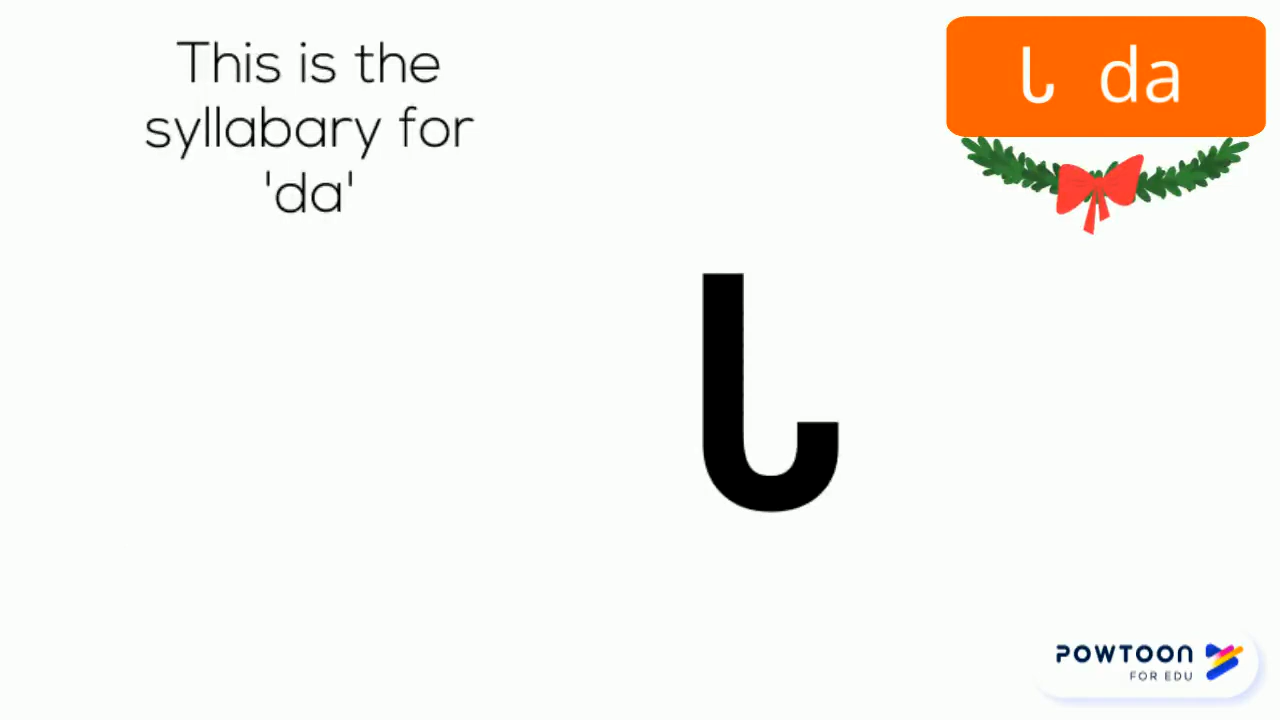 This is the
syllabary for
'da'
ᒐ da
ᒐ
POWTOON
FOR EDU